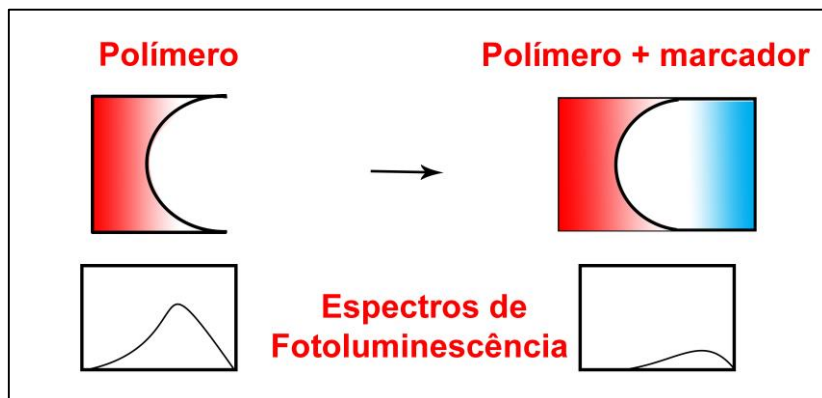 Polímero
Polímero + marcador
Espectros de
Fotoluminescência